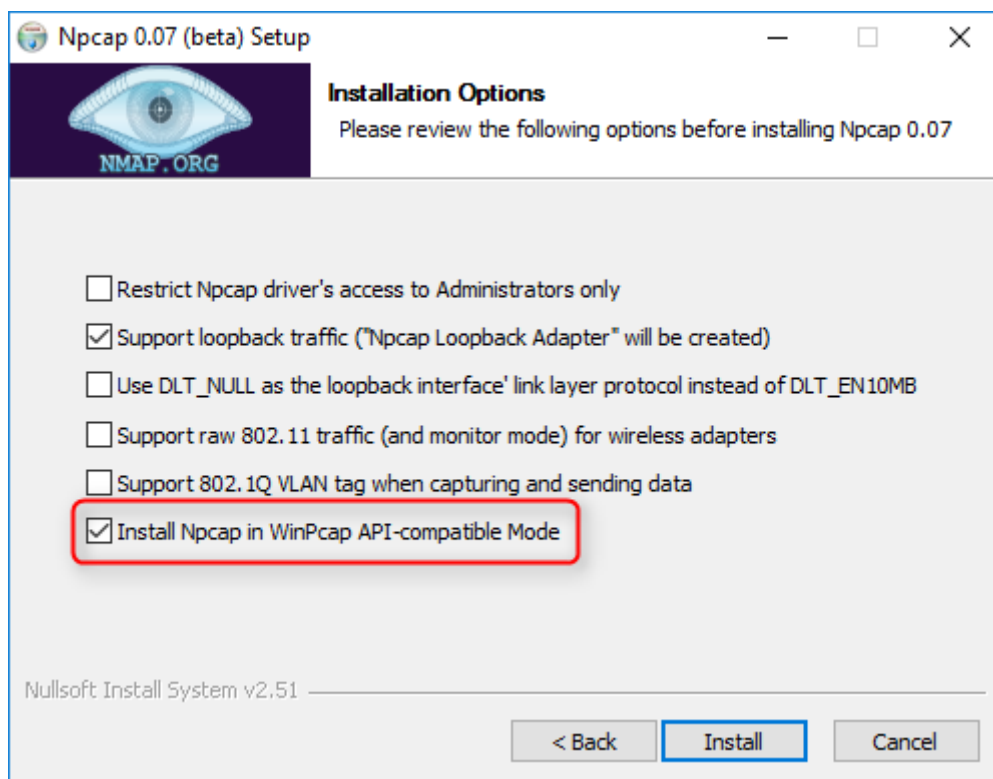 Npcap 0.07 (beta) Setup
NMAP.ORG
Installation Options
Please review the following options before installing Npcap 0.07
Restrict Npcap driver's access to Administrators only
Support loopback traffic ("Npcap Loopback Adapter" will be created)
Use DLT_NULL as the loopback interface' link layer protocol instead of DLT_EN10MB
Support raw 802.11 traffic (and monitor mode) for wireless adapters
Support 802.1Q VLAN tag when capturing and sending data
Install Npcap in WinPcap API-compatible Mode
Nullsoft Install System v2.51
< Back Install Cancel